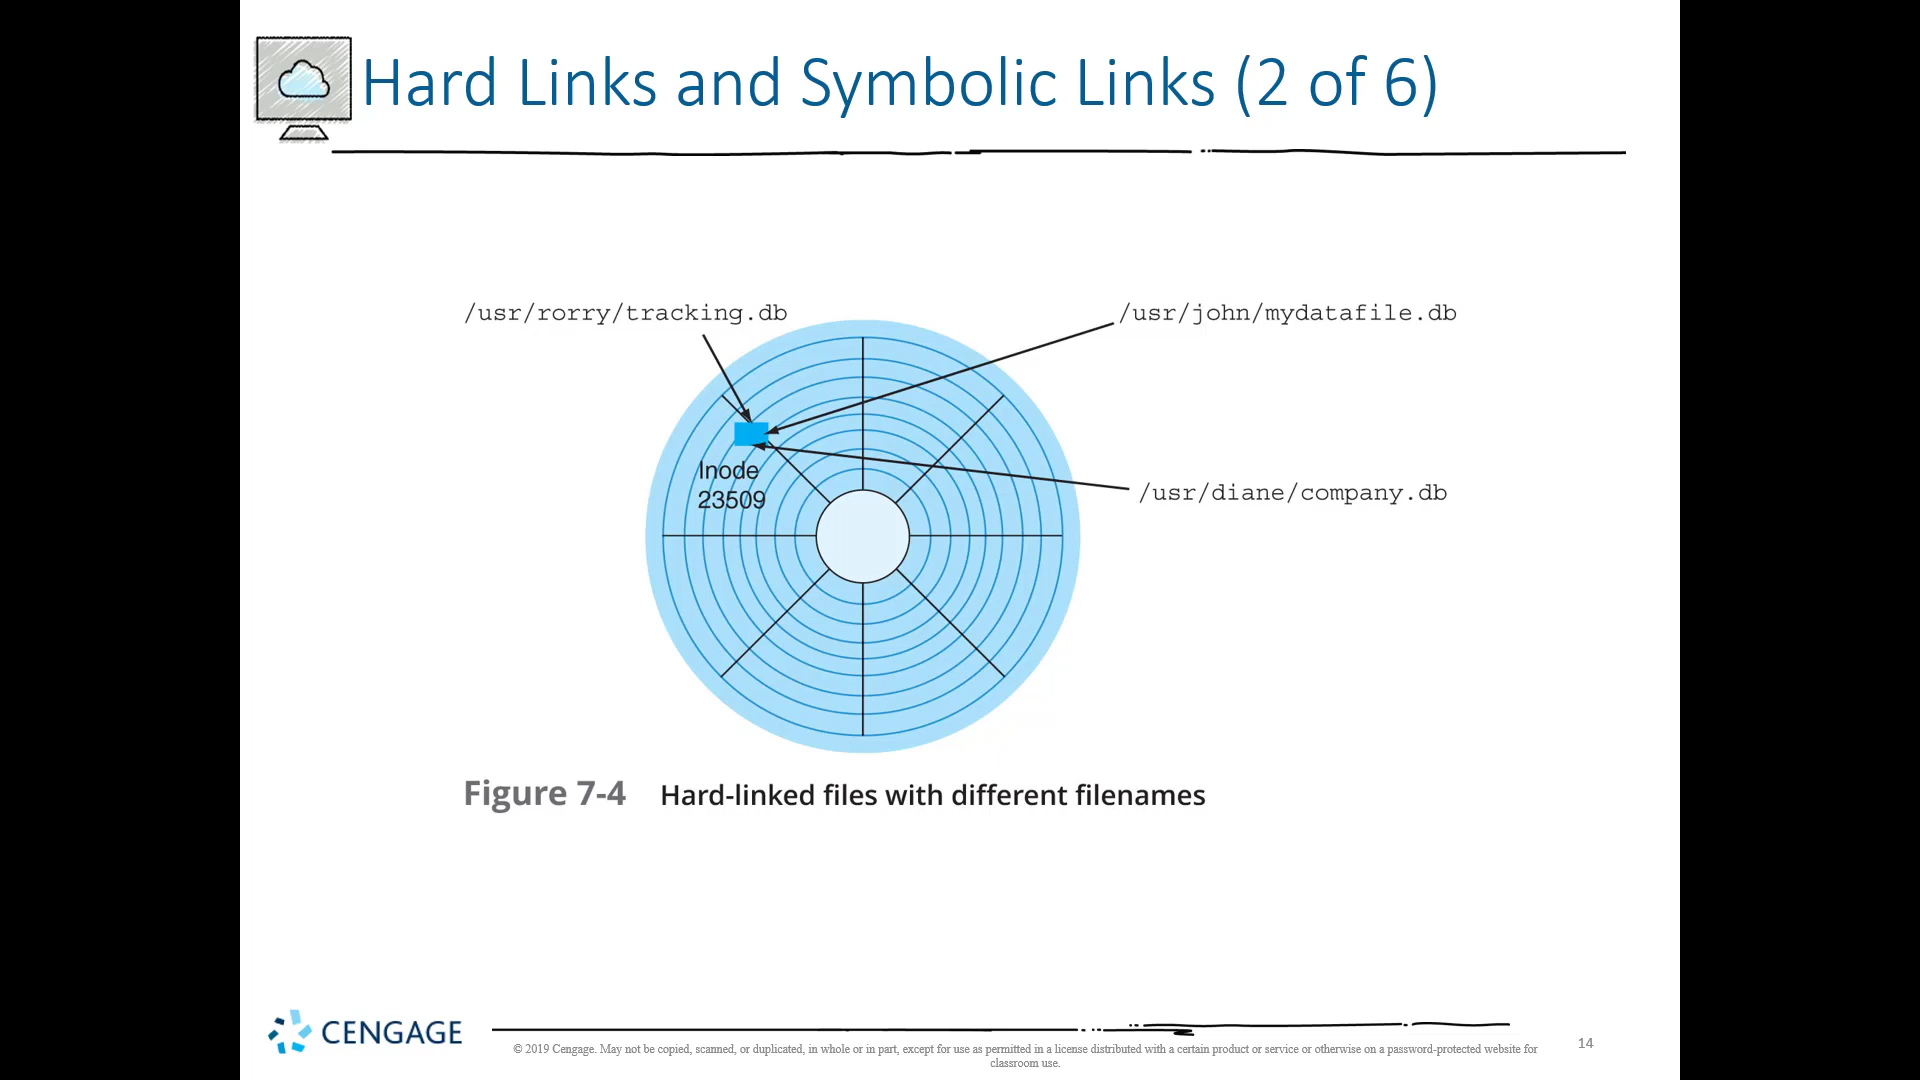 Hard Links and Symbolic Links (2 of 6)
/usr/rorry/tracking.db
/usr/john/mydatafile.db
Inode
23509
/usr/diane/company.db
Figure 7-4 Hard-linked files with different filenames
CENGAGE
© 2019 Cengage. May not be copied, scanned, or duplicated, in whole or in part, except for use as permitted in a license distributed with a certain product or service or otherwise on a password-protected website for
classroom use.
14